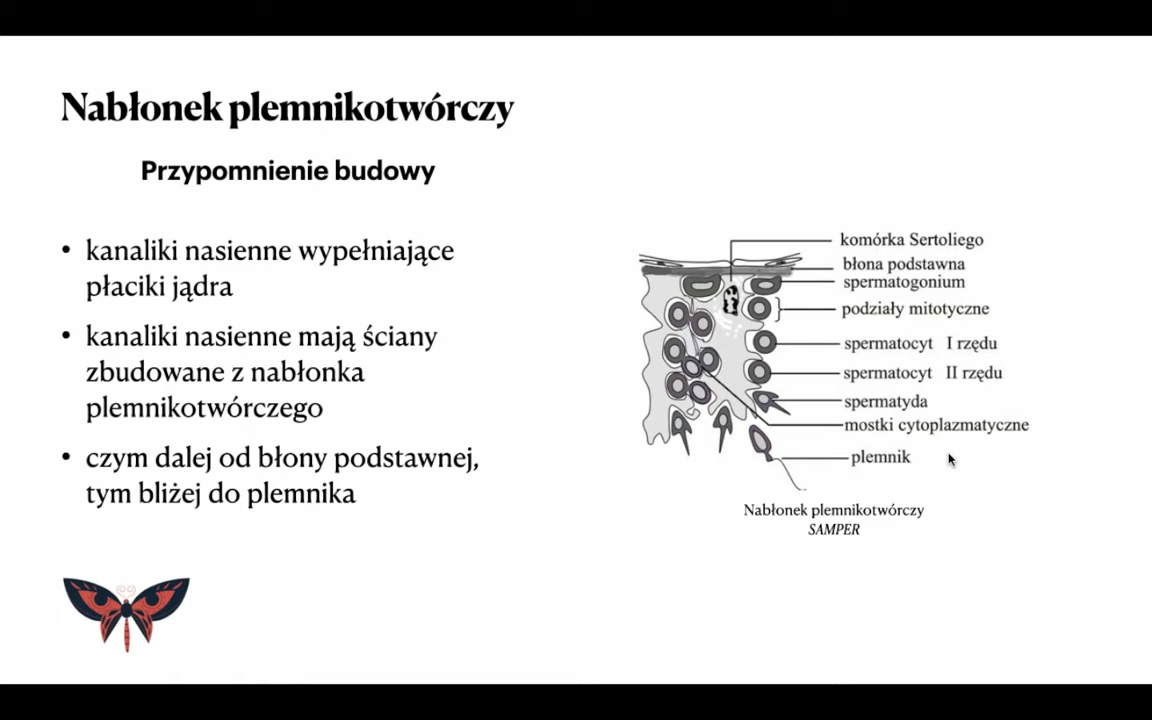 Nabłonek plemnikotwórczy
Przypomnienie budowy
• kanaliki nasienne wypełniające
płaciki jądra
• kanaliki nasienne mają ściany
zbudowane z nabłonka
plemnikotwórczego
• czym dalej od błony podstawnej,
tym bliżej do plemnika
komórka Sertoliego
błona podstawna
spermatogonium
podziały mitotyczne
spermatocyt I rzędu
spermatocyt II rzędu
spermatyda
mostki cytoplazmatyczne
plemnik
Nabłonek plemnikotwórczy
SAMPER